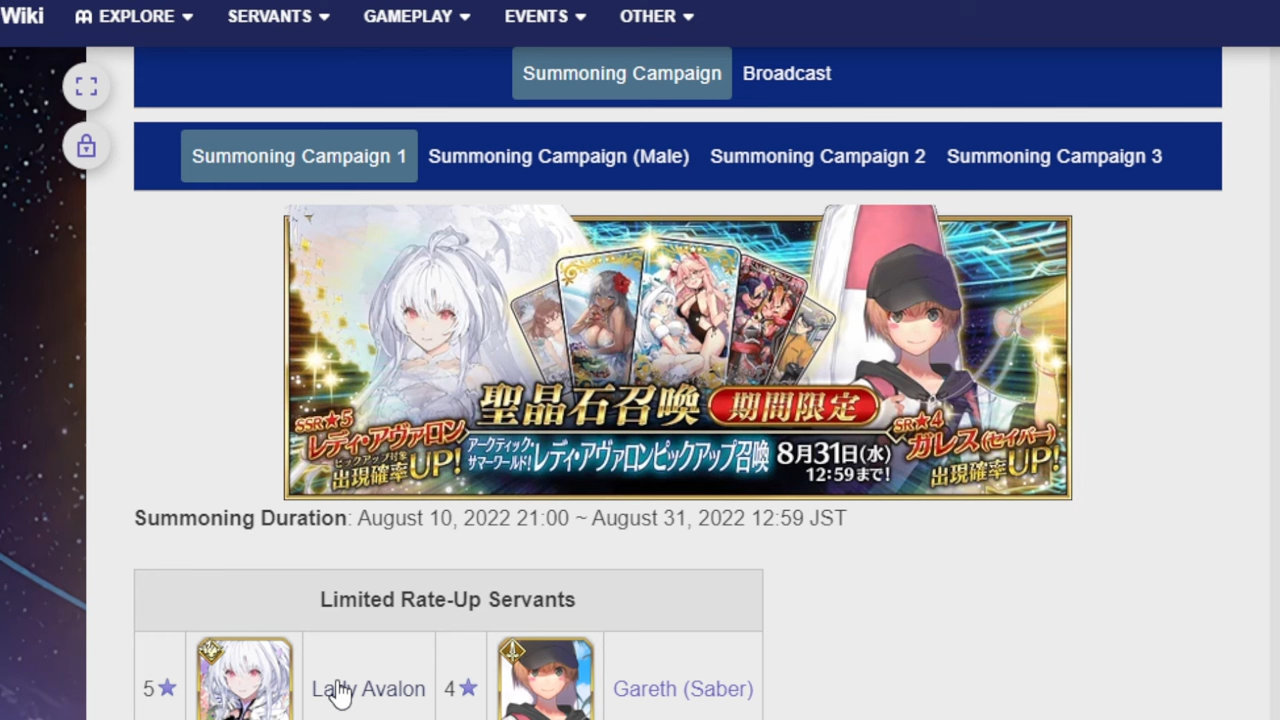 Wiki EXPLORE SERVANTS GAMEPLAY EVENTS OTHER
Summoning Campaign Broadcast
Summoning Campaign 1 Summoning Campaign (Male) Summoning Campaign 2 Summoning Campaign 3
聖晶石召喚 期間限定
SSR★5
レディ・アヴァロン
ピックアップ対象
出現確率UP!
アークティック・
サマーワールド!
レディ・アヴァロンピックアップ召喚
8月31日(水)
12:59まで!
SR★4
ガレス(セイバー)
出現確率UP!
Summoning Duration: August 10, 2022 21:00 ~ August 31, 2022 12:59 JST
Limited Rate-Up Servants
5★ Lady Avalon 4★ Gareth (Saber)